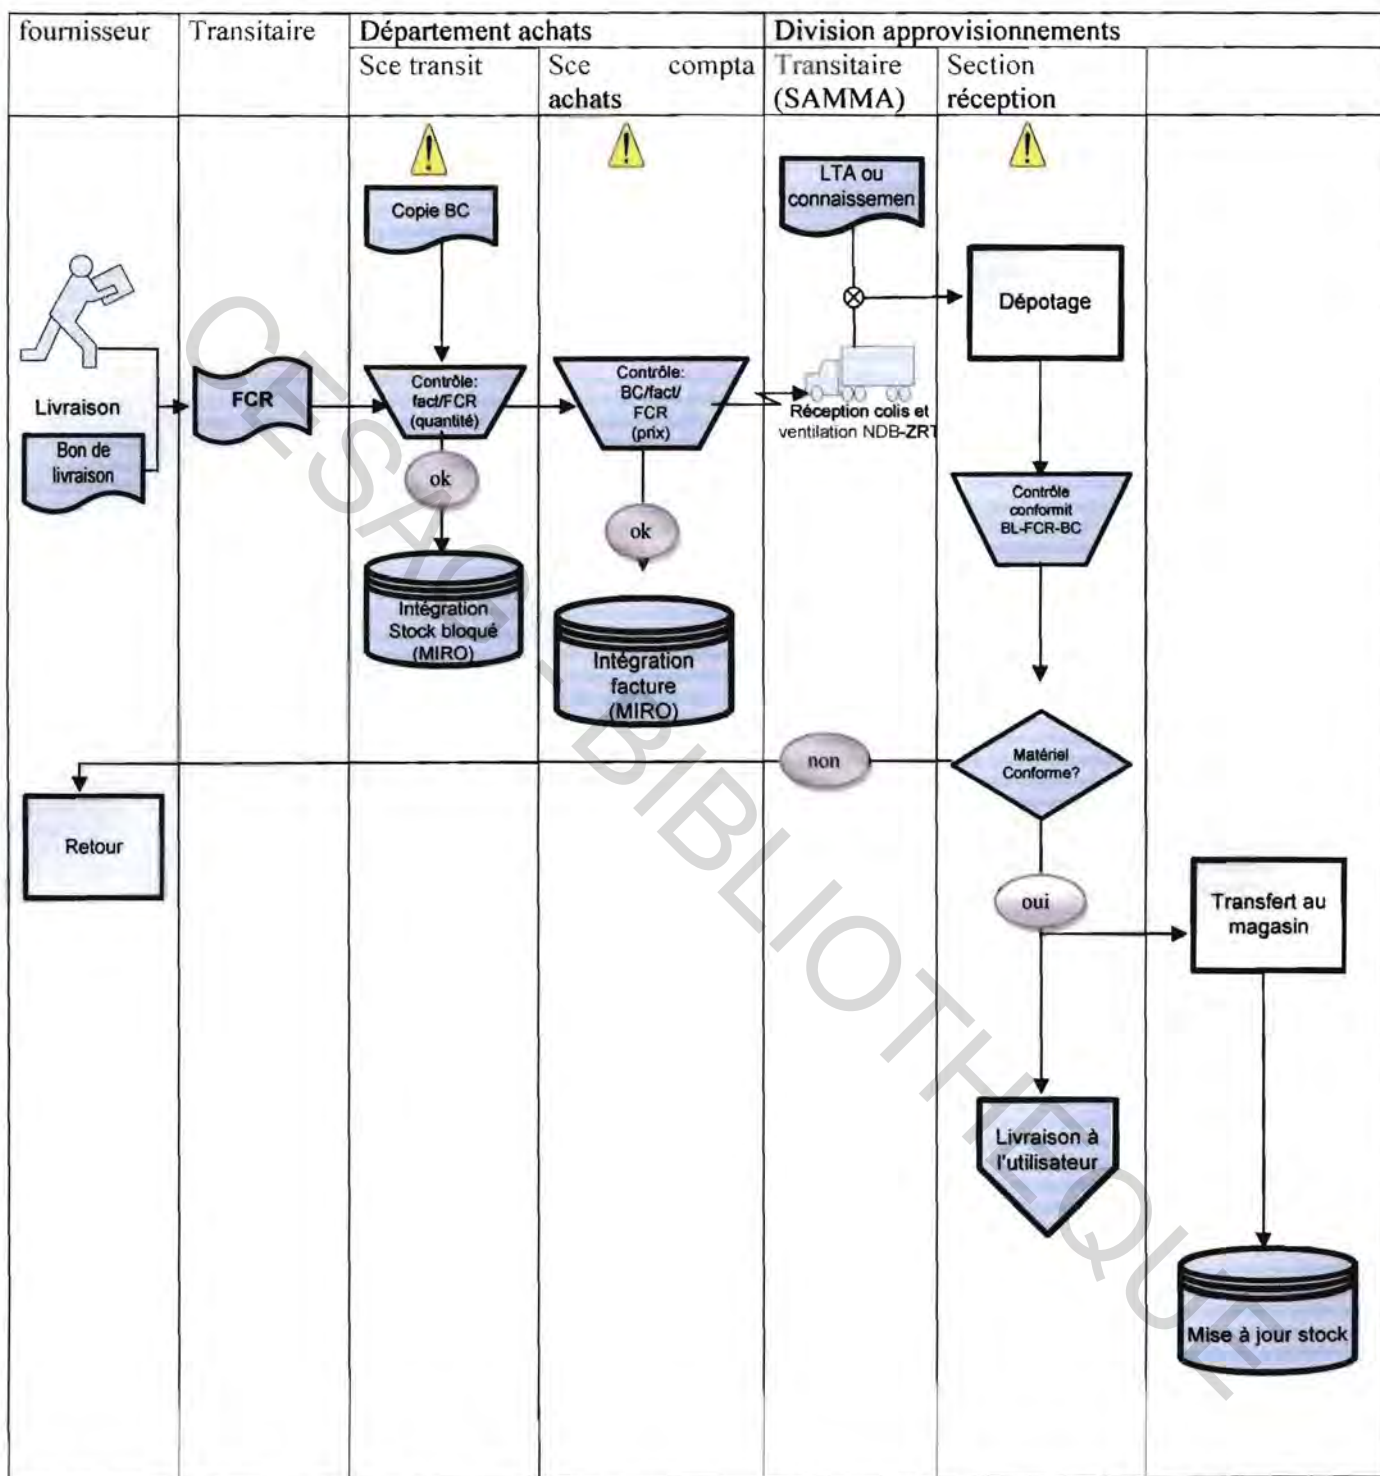 fournisseur
Transitaire
Département achats
Division approvisionnements
Sce transit
Sce compta
achats
Transitaire
(SAMMA)
Section
réception
Copie BC
LTA ou
connaissemen
Dépotage
Livraison
Bon de
livraison
FCR
Contrôle:
fact/FCR
(quantité)
Contrôle:
BC/fact/
FCR
(prix)
Réception colis et
ventilation NDB-ZRT
ok
ok
Contrôle
conformit
BL-FCR-BC
Intégration
Stock bloqué
(MIRO)
Intégration
facture
(MIRO)
non
Matériel
Conforme?
Retour
oui
Transfert au
magasin
Livraison à
l'utilisateur
Mise à jour stock
CESAG - BIBLIOTHEQUE